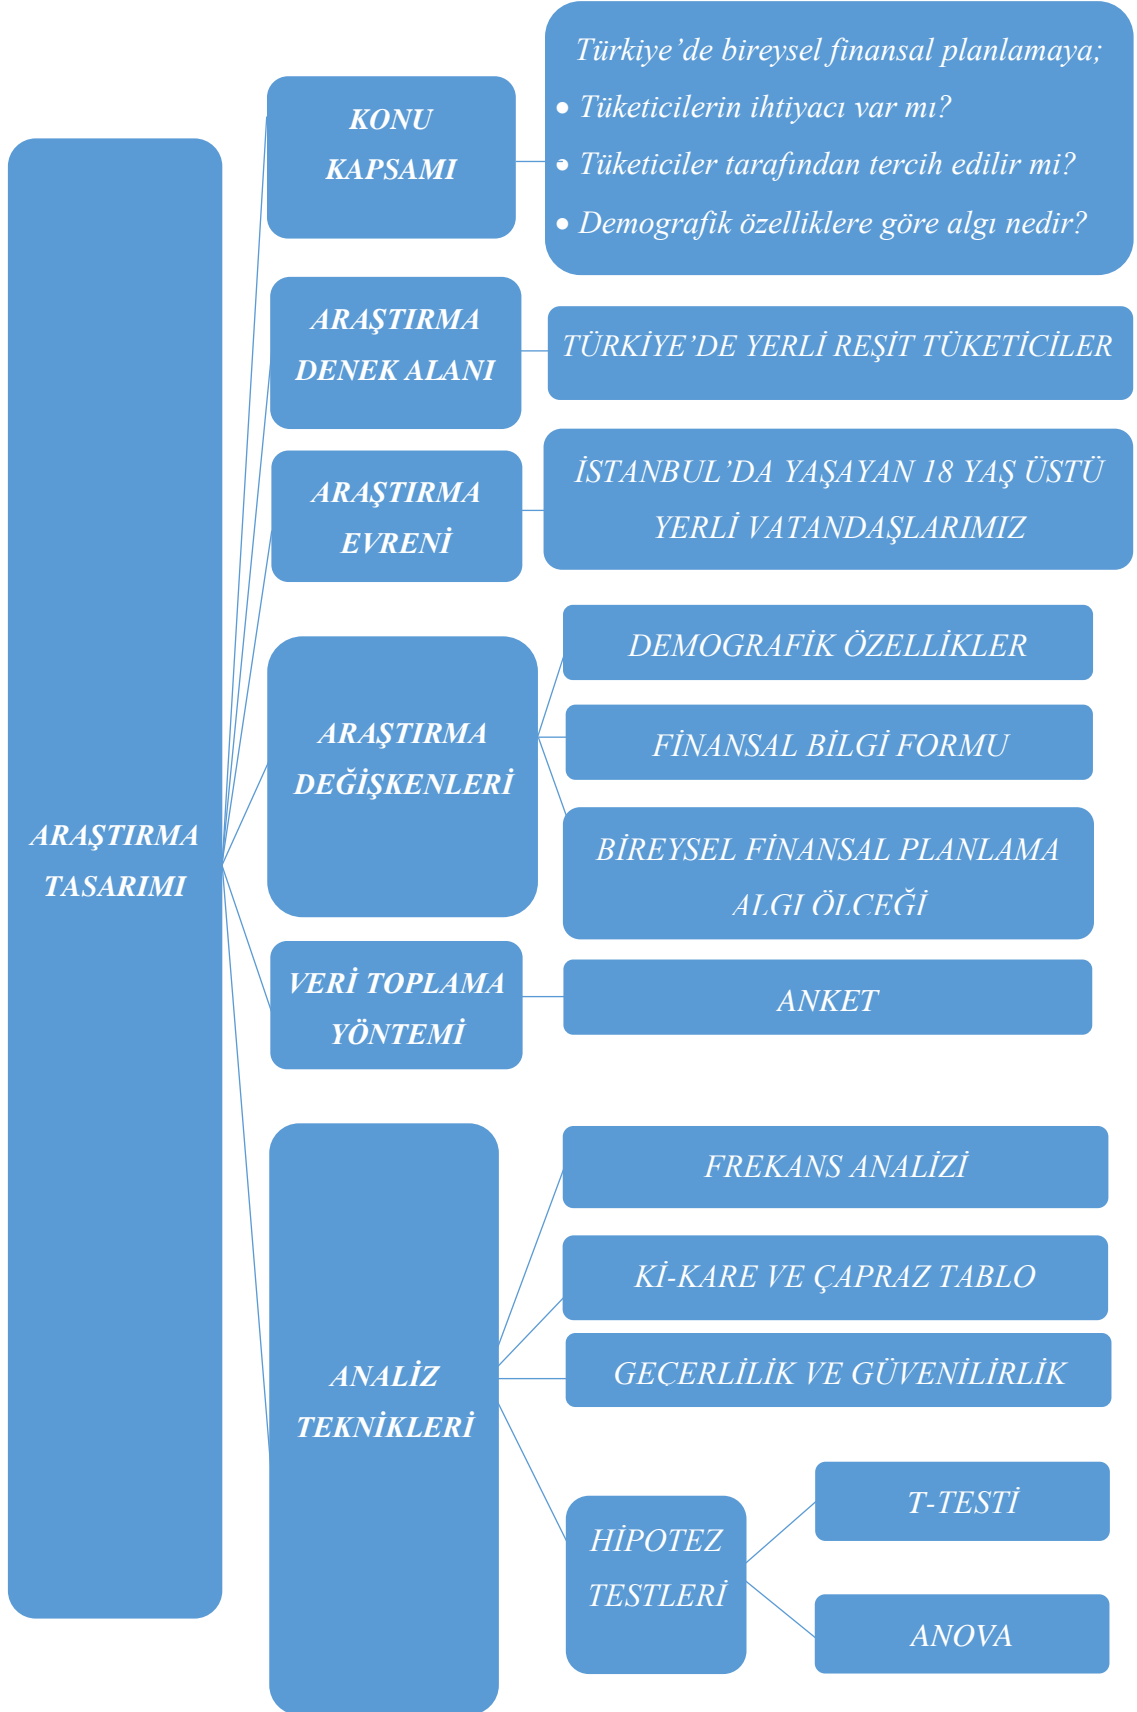 ARAŞTIRMA
TASARIMI
KONU
KAPSAMI
Türkiye’de bireysel finansal planlamaya;
• Tüketicilerin ihtiyacı var mı?
• Tüketiciler tarafından tercih edilir mi?
• Demografik özelliklere göre algı nedir?
ARAŞTIRMA
DENEK ALANI
TÜRKİYE’DE YERLİ REŞİT TÜKETİCİLER
ARAŞTIRMA
EVRENİ
İSTANBUL’DA YAŞAYAN 18 YAŞ ÜSTÜ
YERLİ VATANDAŞLARIMIZ
ARAŞTIRMA
DEĞİŞKENLERİ
DEMOGRAFİK ÖZELLİKLER
FİNANSAL BİLGİ FORMU
BİREYSEL FİNANSAL PLANLAMA
ALGI ÖLÇEĞİ
VERİ TOPLAMA
YÖNTEMİ
ANKET
ANALİZ
TEKNİKLERİ
FREKANS ANALİZİ
Kİ-KARE VE ÇAPRAZ TABLO
GEÇERLİLİK VE GÜVENİLİRLİK
HİPOTEZ
TESTLERİ
T-TESTİ
ANOVA